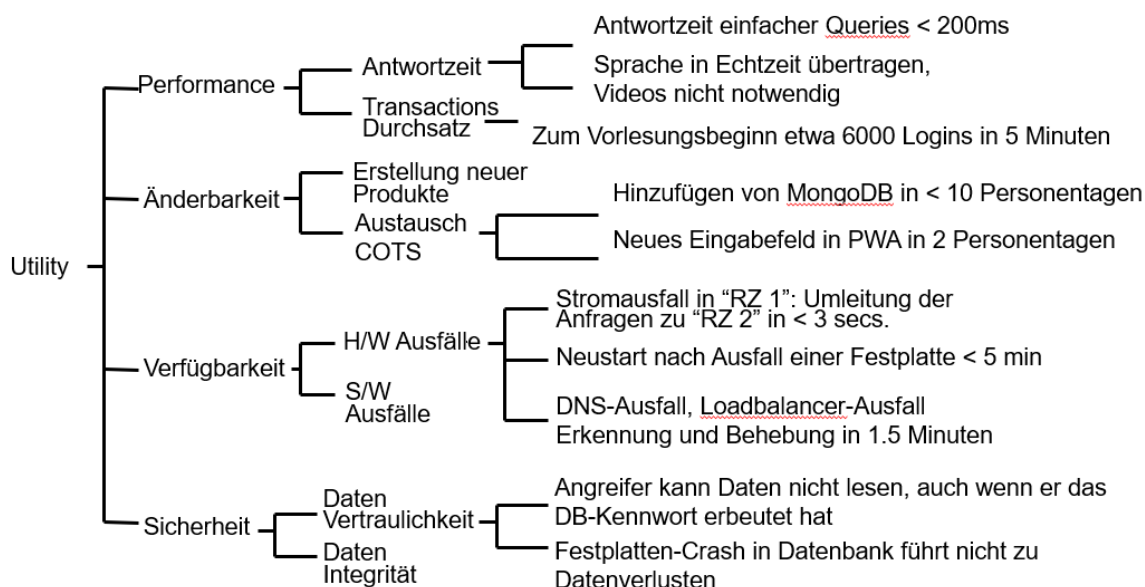 Utility
Performance
Antwortzeit
Antwortzeit einfacher Queries < 200ms
Sprache in Echtzeit übertragen,
Videos nicht notwendig
Transactions
Durchsatz
Zum Vorlesungsbeginn etwa 6000 Logins in 5 Minuten
Änderbarkeit
Erstellung neuer
Produkte
Austausch
COTS
Hinzufügen von MongoDB in < 10 Personentagen
Neues Eingabefeld in PWA in 2 Personentagen
Verfügbarkeit
H/W Ausfälle
Stromausfall in “RZ 1”: Umleitung der
Anfragen zu “RZ 2” in < 3 secs.
Neustart nach Ausfall einer Festplatte < 5 min
DNS-Ausfall, Loadbalancer-Ausfall
Erkennung und Behebung in 1.5 Minuten
S/W
Ausfälle
Sicherheit
Daten
Vertraulichkeit
Angreifer kann Daten nicht lesen, auch wenn er das
DB-Kennwort erbeutet hat
Festplatten-Crash in Datenbank führt nicht zu
Datenverlusten
Daten
Integrität